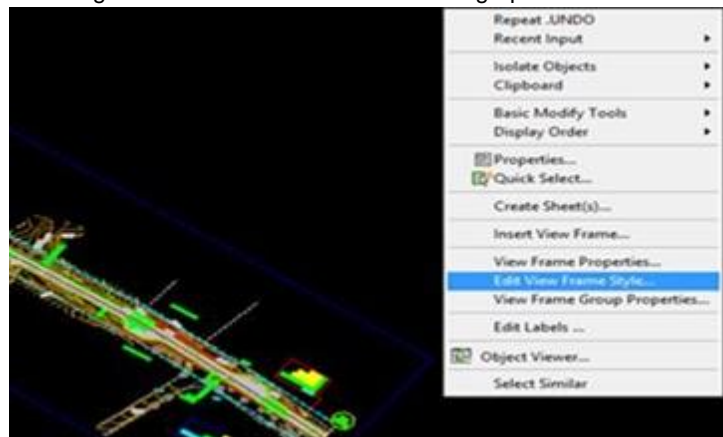 Repeat .UNDO
Recent Input
Isolate Objects
Clipboard
Basic Modify Tools
Display Order
Properties...
Quick Select...
Create Sheet(s)...
Insert View Frame...
View Frame Properties...
Edit View Frame Style...
View Frame Group Properties...
Edit Labels ...
Object Viewer...
Select Similar